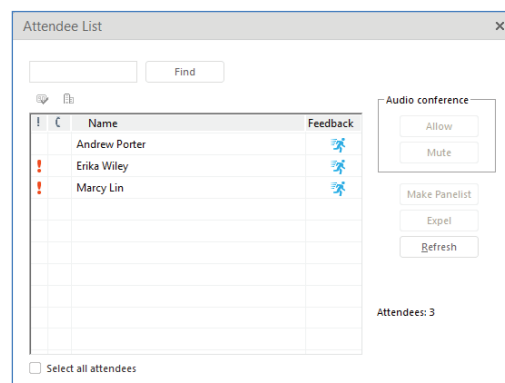 Attendee List
Find
Audio conference
! Name Feedback
Allow
Andrew Porter
Mute
Erika Wiley
Marcy Lin
Make Panelist
Expel
Refresh
Attendees: 3
Select all attendees